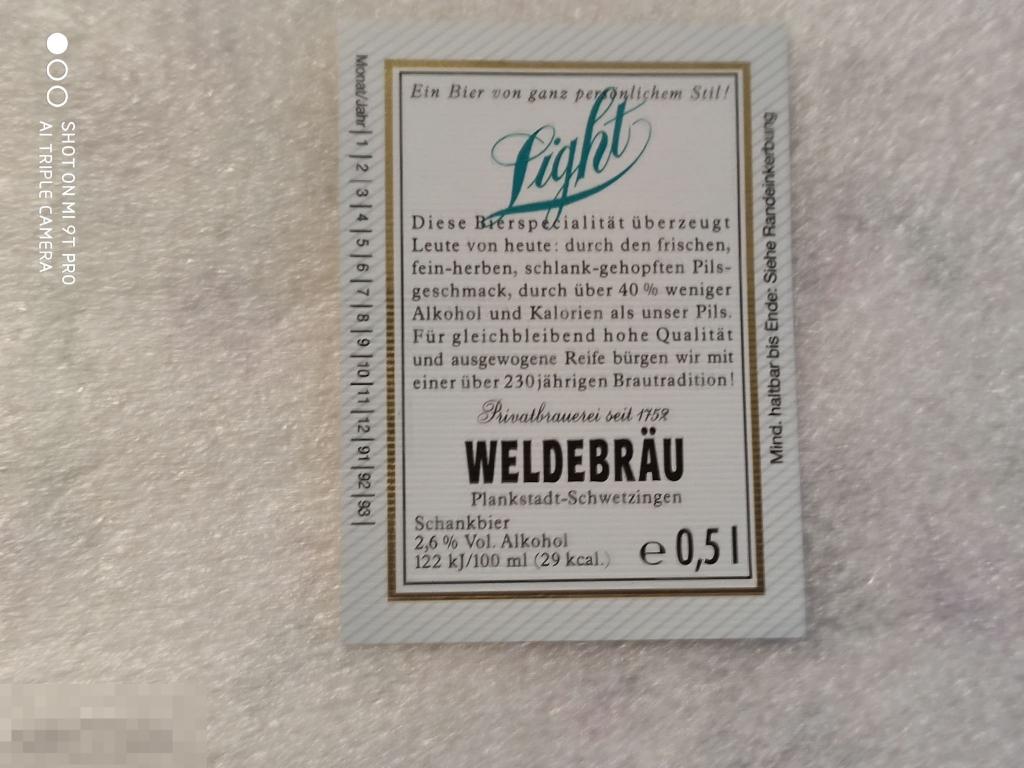 SHOT ON MI 9T PRO
AI TRIPLE CAMERA
Monat/Jahr | 1 | 2 | 3 | 4 | 5 | 6 | 7 | 8 | 9 | 10 | 11 | 12 | 91 | 92 | 93 |
Ein Bier von ganz persönlichem Stil!
Light
Diese Bierspecialität überzeugt
Leute von heute: durch den frischen,
fein-herben, schlank-gehopften Pils-
geschmack, durch über 40 % weniger
Alkohol und Kalorien als unser Pils.
Für gleichbleibend hohe Qualität
und ausgewogene Reife bürgen wir mit
einer über 230jährigen Brautradition!
Privatbrauerei seit 1752
WELDEBRÄU
Plankstadt-Schwetzingen
Schankbier
2,6 % Vol. Alkohol
122 kJ/100 ml (29 kcal.)
e 0,5 l
Mind. haltbar bis Ende: Siehe Randeinkerbung